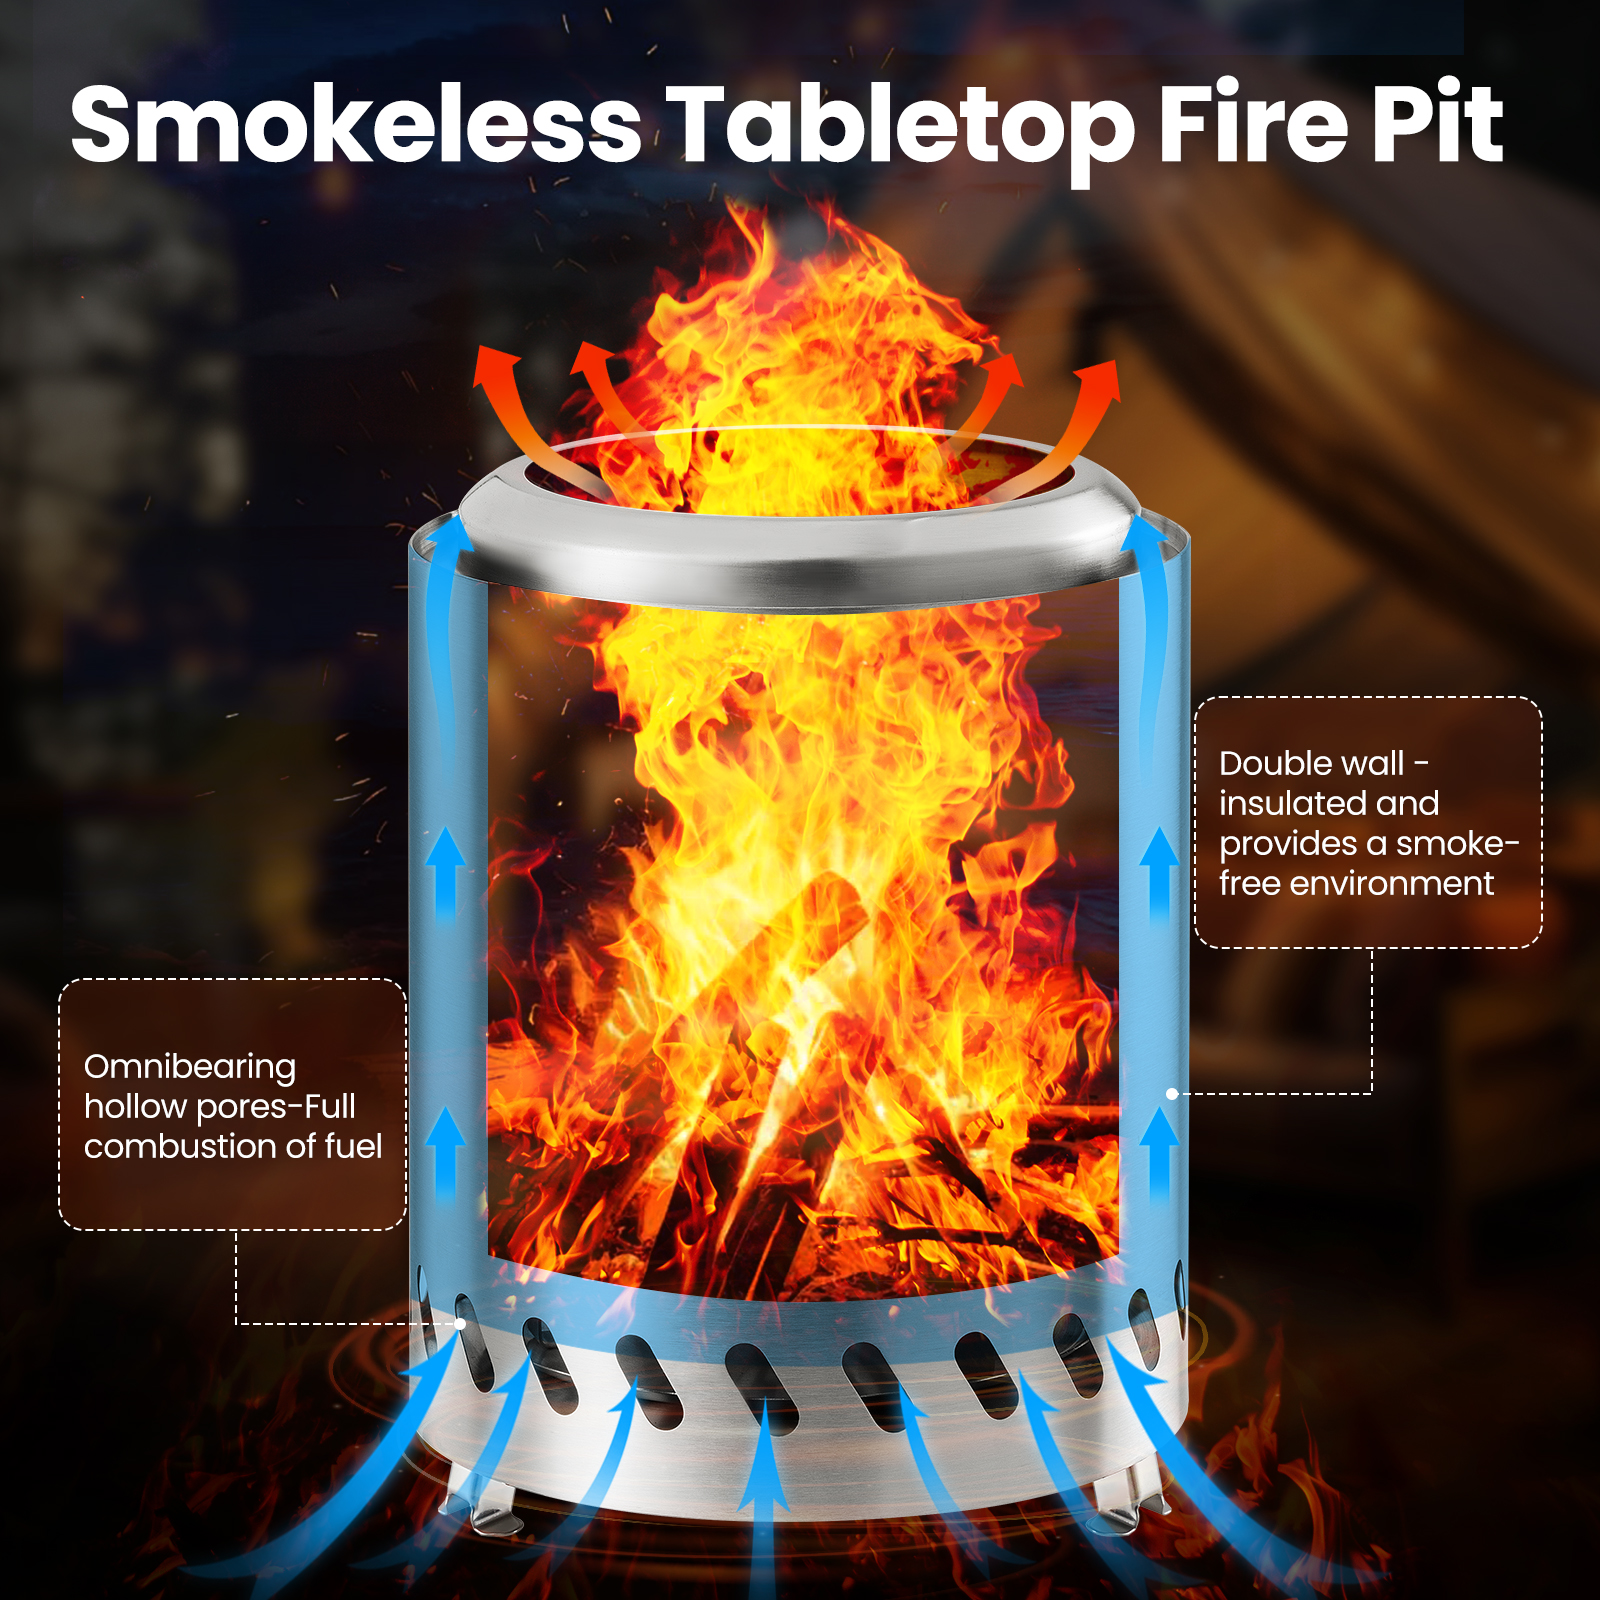 Smokeless Tabletop Fire Pit
Double wall -
insulated and
provides a smoke-
free environment
Omnibearing
hollow pores-Full
combustion of fuel